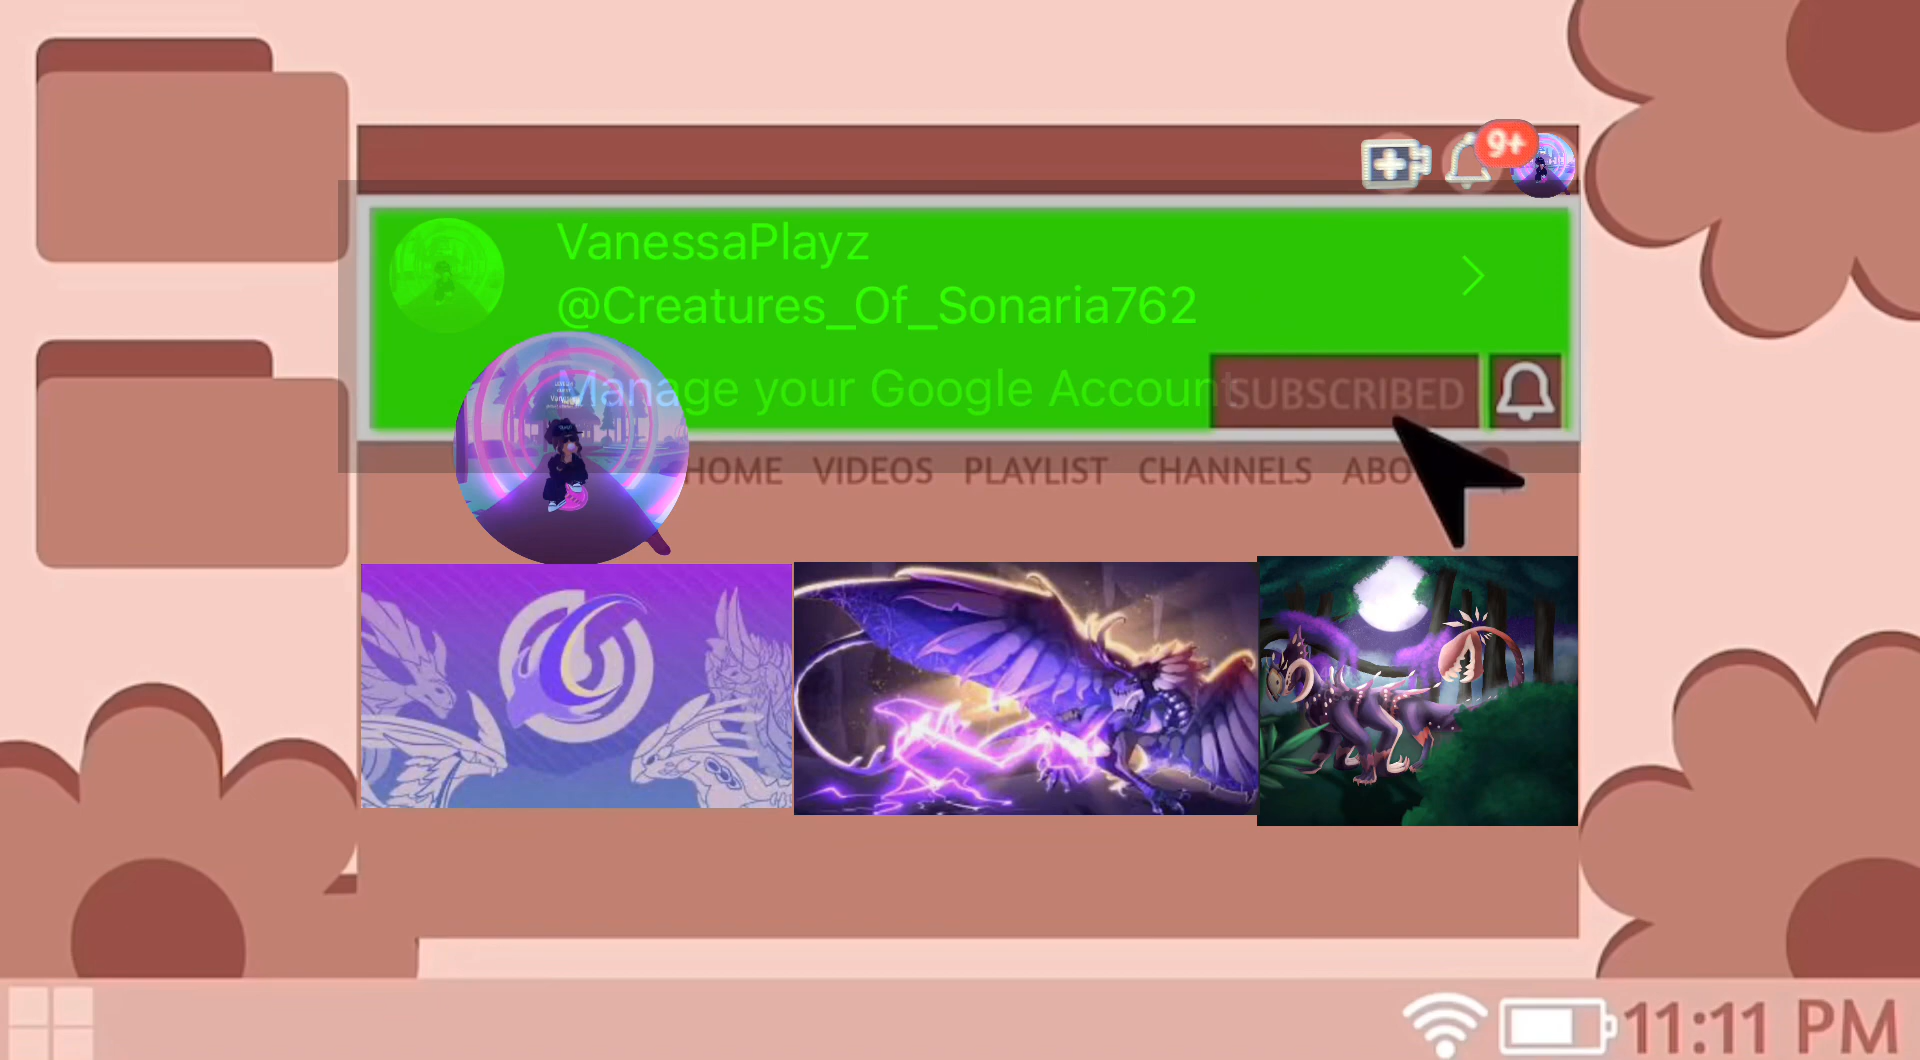 9+
VanessaPlayz
@Creatures_Of_Sonaria762
Manage your Google Account
SUBSCRIBED
HOME VIDEOS PLAYLIST CHANNELS ABO
11:11 PM